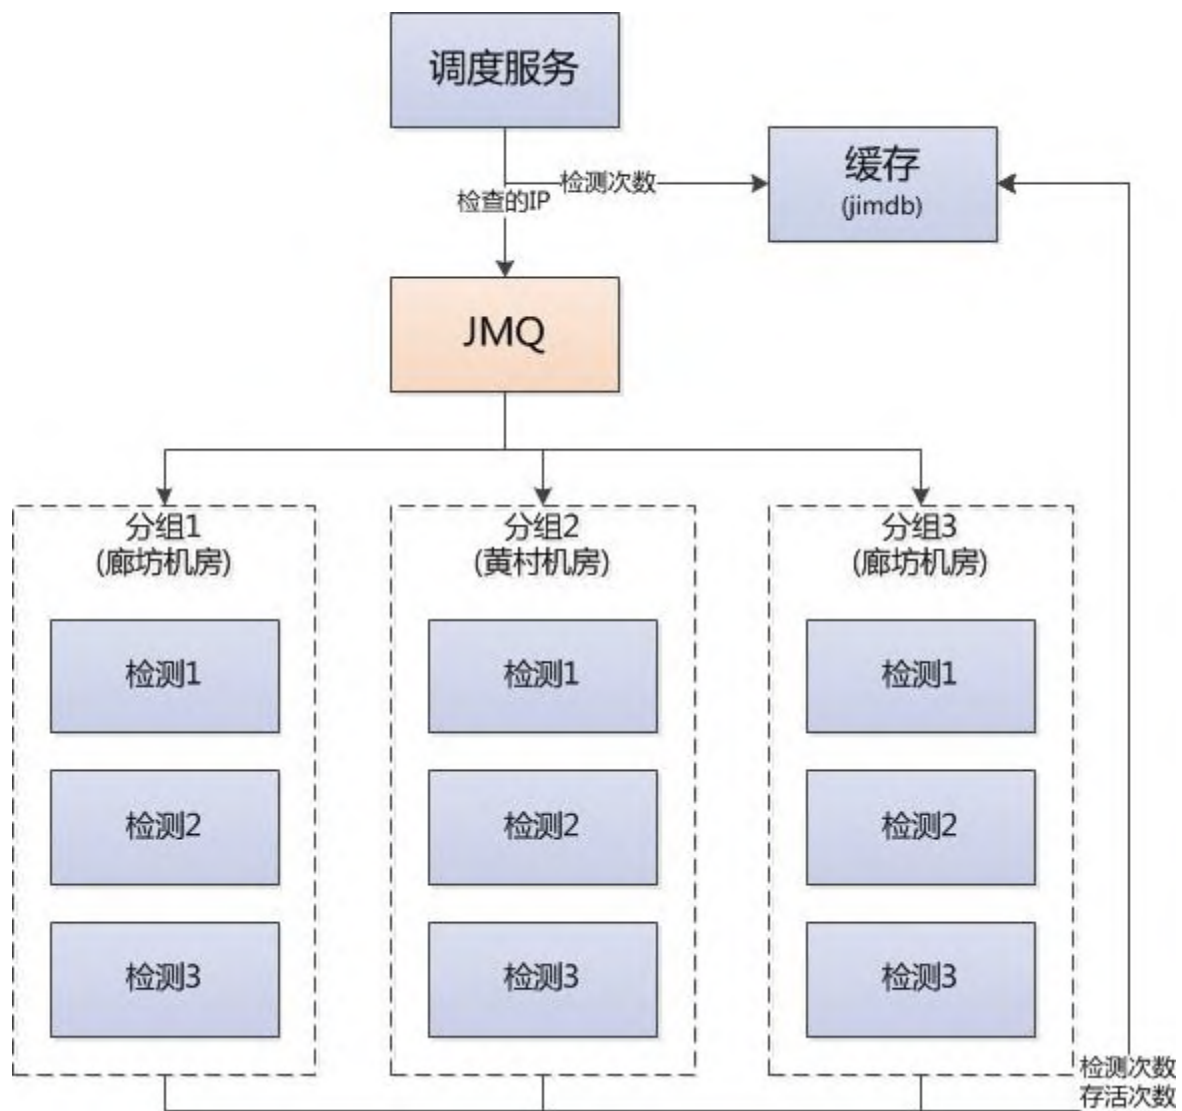 调度服务
缓存
(jimdb)
检测次数
检查的IP
JMQ
分组1
(廊坊机房)
分组2
(黄村机房)
分组3
(廊坊机房)
检测1
检测1
检测1
检测2
检测2
检测2
检测3
检测3
检测3
检测次数
存活次数